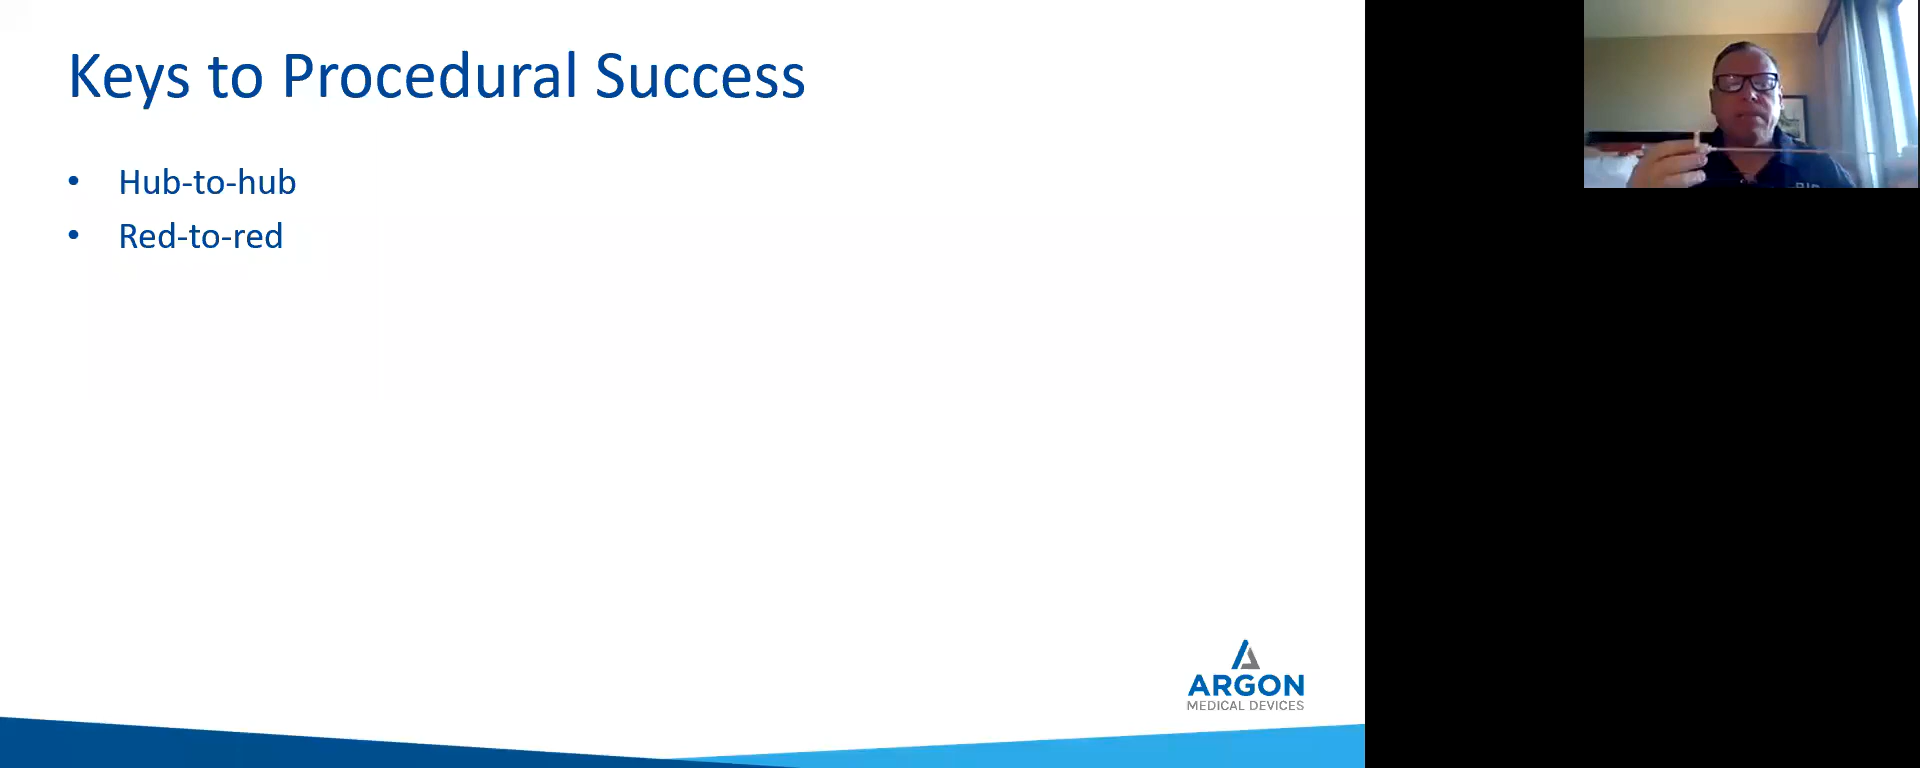 Keys to Procedural Success
• Hub-to-hub
• Red-to-red
ARGON
MEDICAL DEVICES